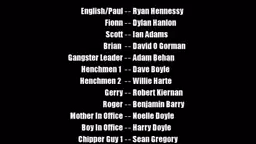 English/Paul -- Ryan Hennessy
Fionn -- Dylan Hanlon
Scott -- Ian Adams
Brian -- David O Gorman
Gangster Leader -- Adam Behan
Henchmen 1 -- Dave Boyle
Henchmen 2 -- Willie Harte
Gerry -- Robert Kiernan
Roger -- Benjamin Barry
Mother In Office -- Noelle Doyle
Boy In Office -- Harry Doyle
Chipper Guy 1 -- Sean Gregory